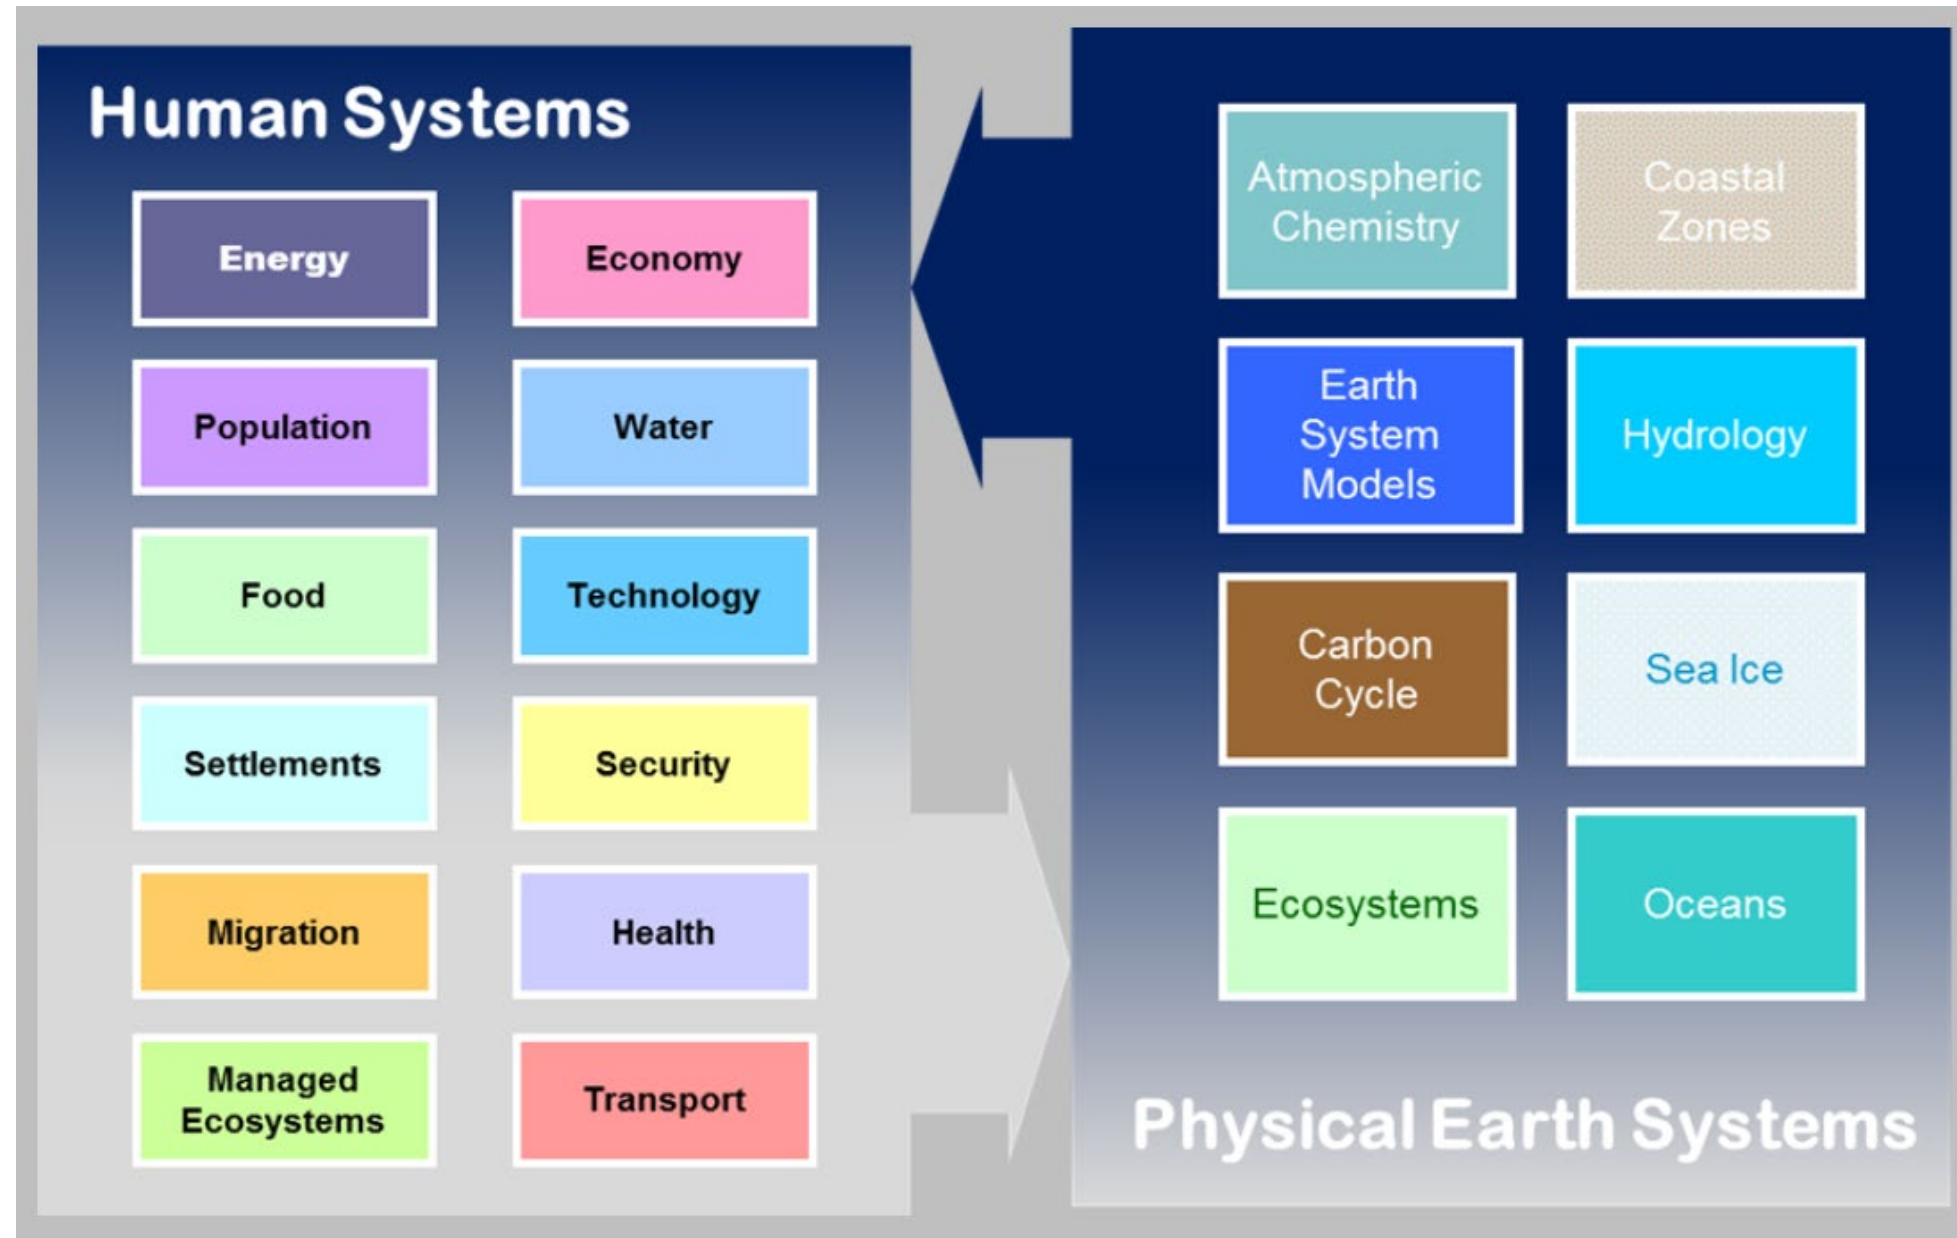 Human Systems
Energy
Economy
Population
Water
Food
Technology
Settlements
Security
Migration
Health
Managed
Ecosystems
Transport
Atmospheric
Chemistry
Coastal
Zones
Earth
System
Models
Hydrology
Carbon
Cycle
Sea Ice
Ecosystems
Oceans
Physical Earth Systems